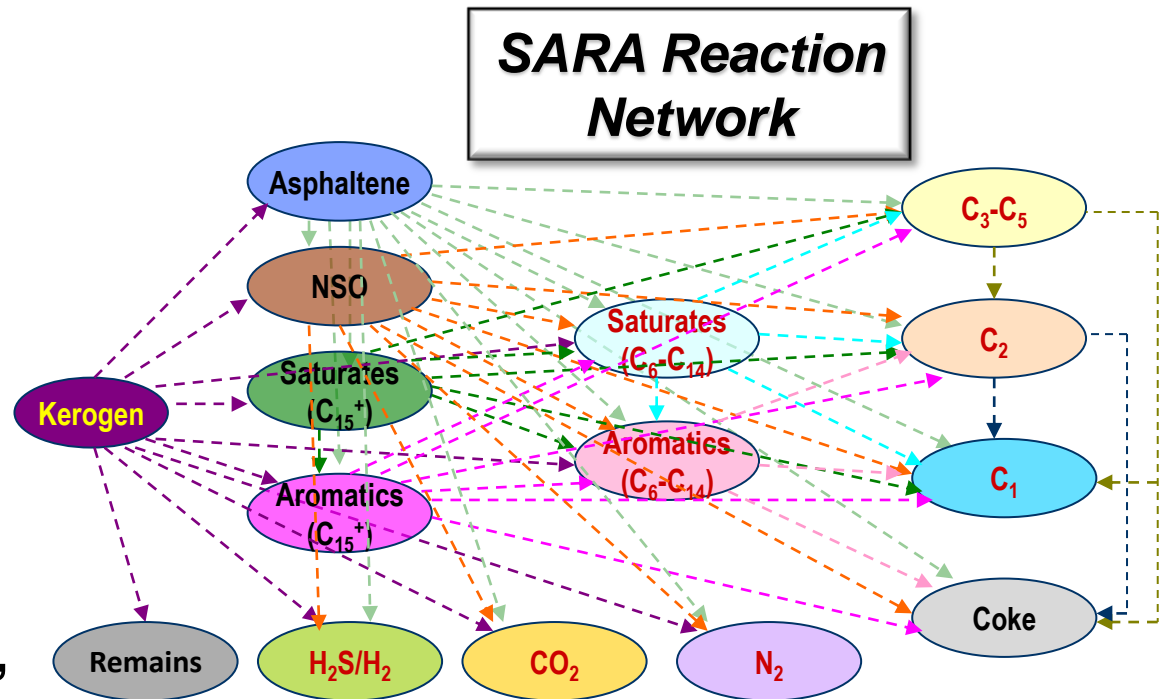 SARA Reaction
Network
Asphaltene
C₃-C₅
NSO
Saturates
(C₆-C₁₄)
C₂
Saturates
(C₁₅⁺)
Kerogen
Aromatics
(C₆-C₁₄)
C₁
Aromatics
(C₁₅⁺)
Coke
Remains
H₂S/H₂
CO₂
N₂
,